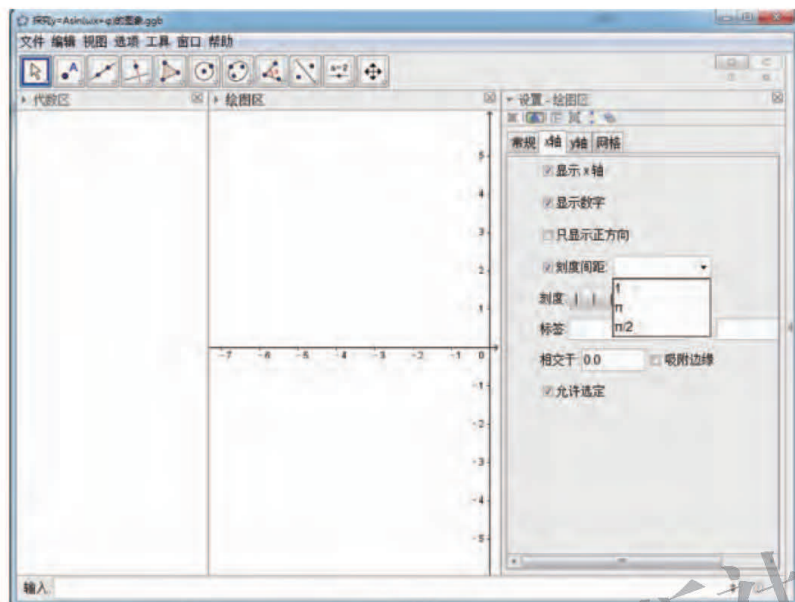 探究y=Asin(ωx+φ)的图象.ggb
文件 编辑 视图 选项 工具 窗口 帮助
A
a=2
代数区
绘图区
设置 - 绘图区
常规 x轴 y轴 网格
显示 x 轴
显示数字
只显示正方向
刻度间距:
1
π
π/2
刻度:
标签:
相交于 0.0 吸附边缘
允许选定
5
4
3
2
1
-7 -6 -5 -4 -3 -2 -1 0
-1
-2
-3
-4
-5
输入